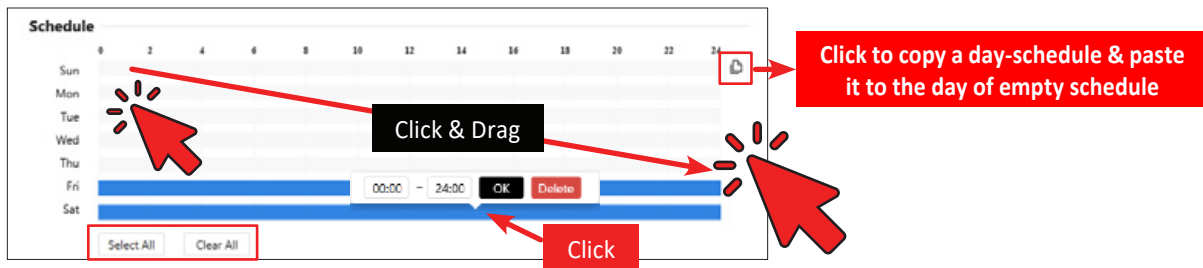 Schedule
0 2 4 6 8 10 12 14 16 18 20 22 24
Sun
Click to copy a day-schedule & paste
it to the day of empty schedule
Mon
Tue
Click & Drag
Wed
Thu
Fri
00:00 – 24:00 OK Delete
Sat
Select All Clear All
Click